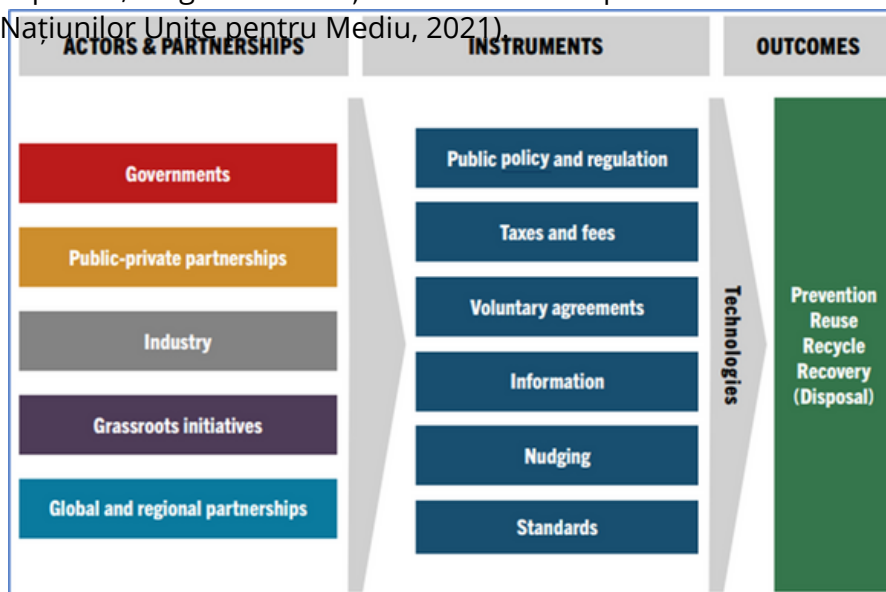 Națiunilor Unite pentru Mediu, 2021).
ACTORS & PARTNERSHIPS
INSTRUMENTS
OUTCOMES
Governments
Public-private partnerships
Industry
Grassroots initiatives
Global and regional partnerships
Public policy and regulation
Taxes and fees
Voluntary agreements
Information
Nudging
Standards
Technologies
Prevention
Reuse
Recycle
Recovery
(Disposal)